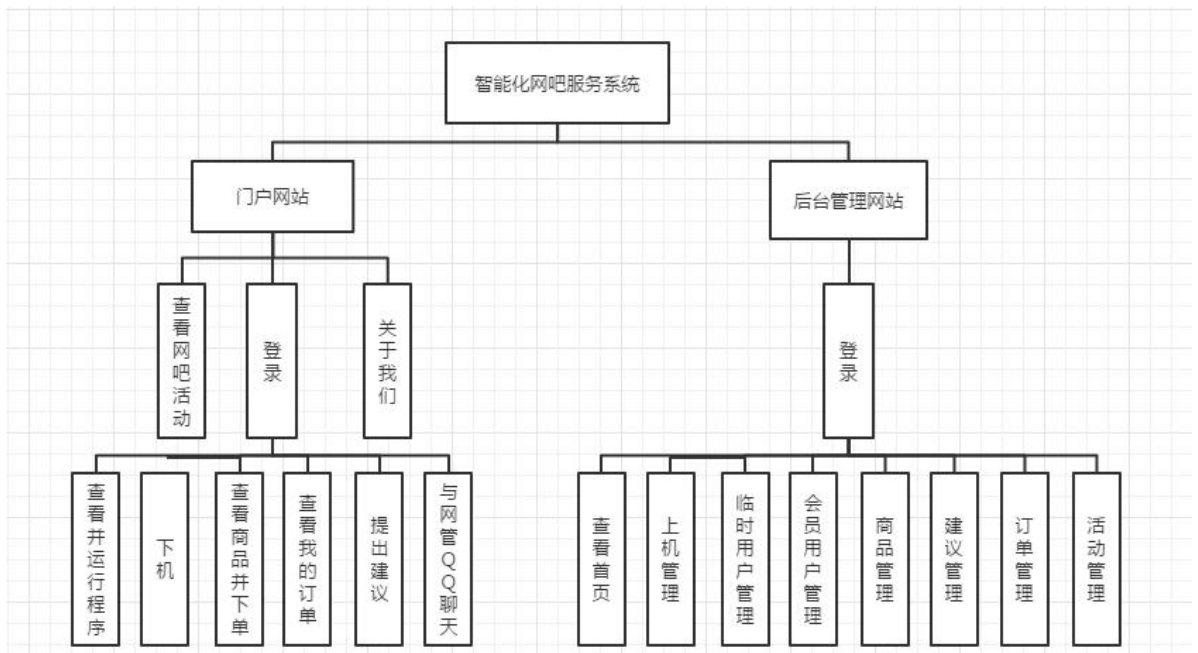 智能化网吧服务系统
门户网站
后台管理网站
查看网吧活动
登录
关于我们
登录
查看并运行程序
下机
查看商品并下单
查看我的订单
提出建议
与网管QQ聊天
查看首页
上机管理
临时用户管理
会员用户管理
商品管理
建议管理
订单管理
活动管理